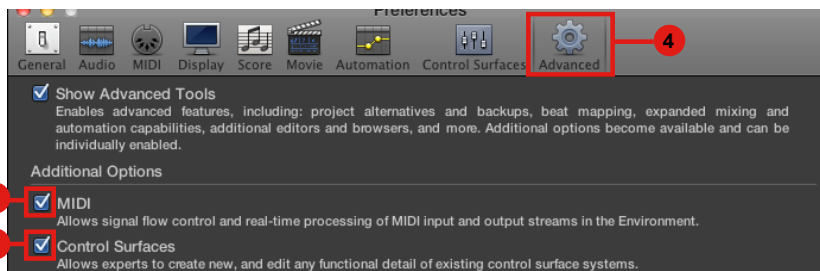 Preferences
General Audio MIDI Display Score Movie Automation Control Surfaces Advanced
4
Show Advanced Tools
Enables advanced features, including: project alternatives and backups, beat mapping, expanded mixing and
automation capabilities, additional editors and browsers, and more. Additional options become available and can be
individually enabled.
Additional Options
MIDI
Allows signal flow control and real-time processing of MIDI input and output streams in the Environment.
Control Surfaces
Allows experts to create new, and edit any functional detail of existing control surface systems.